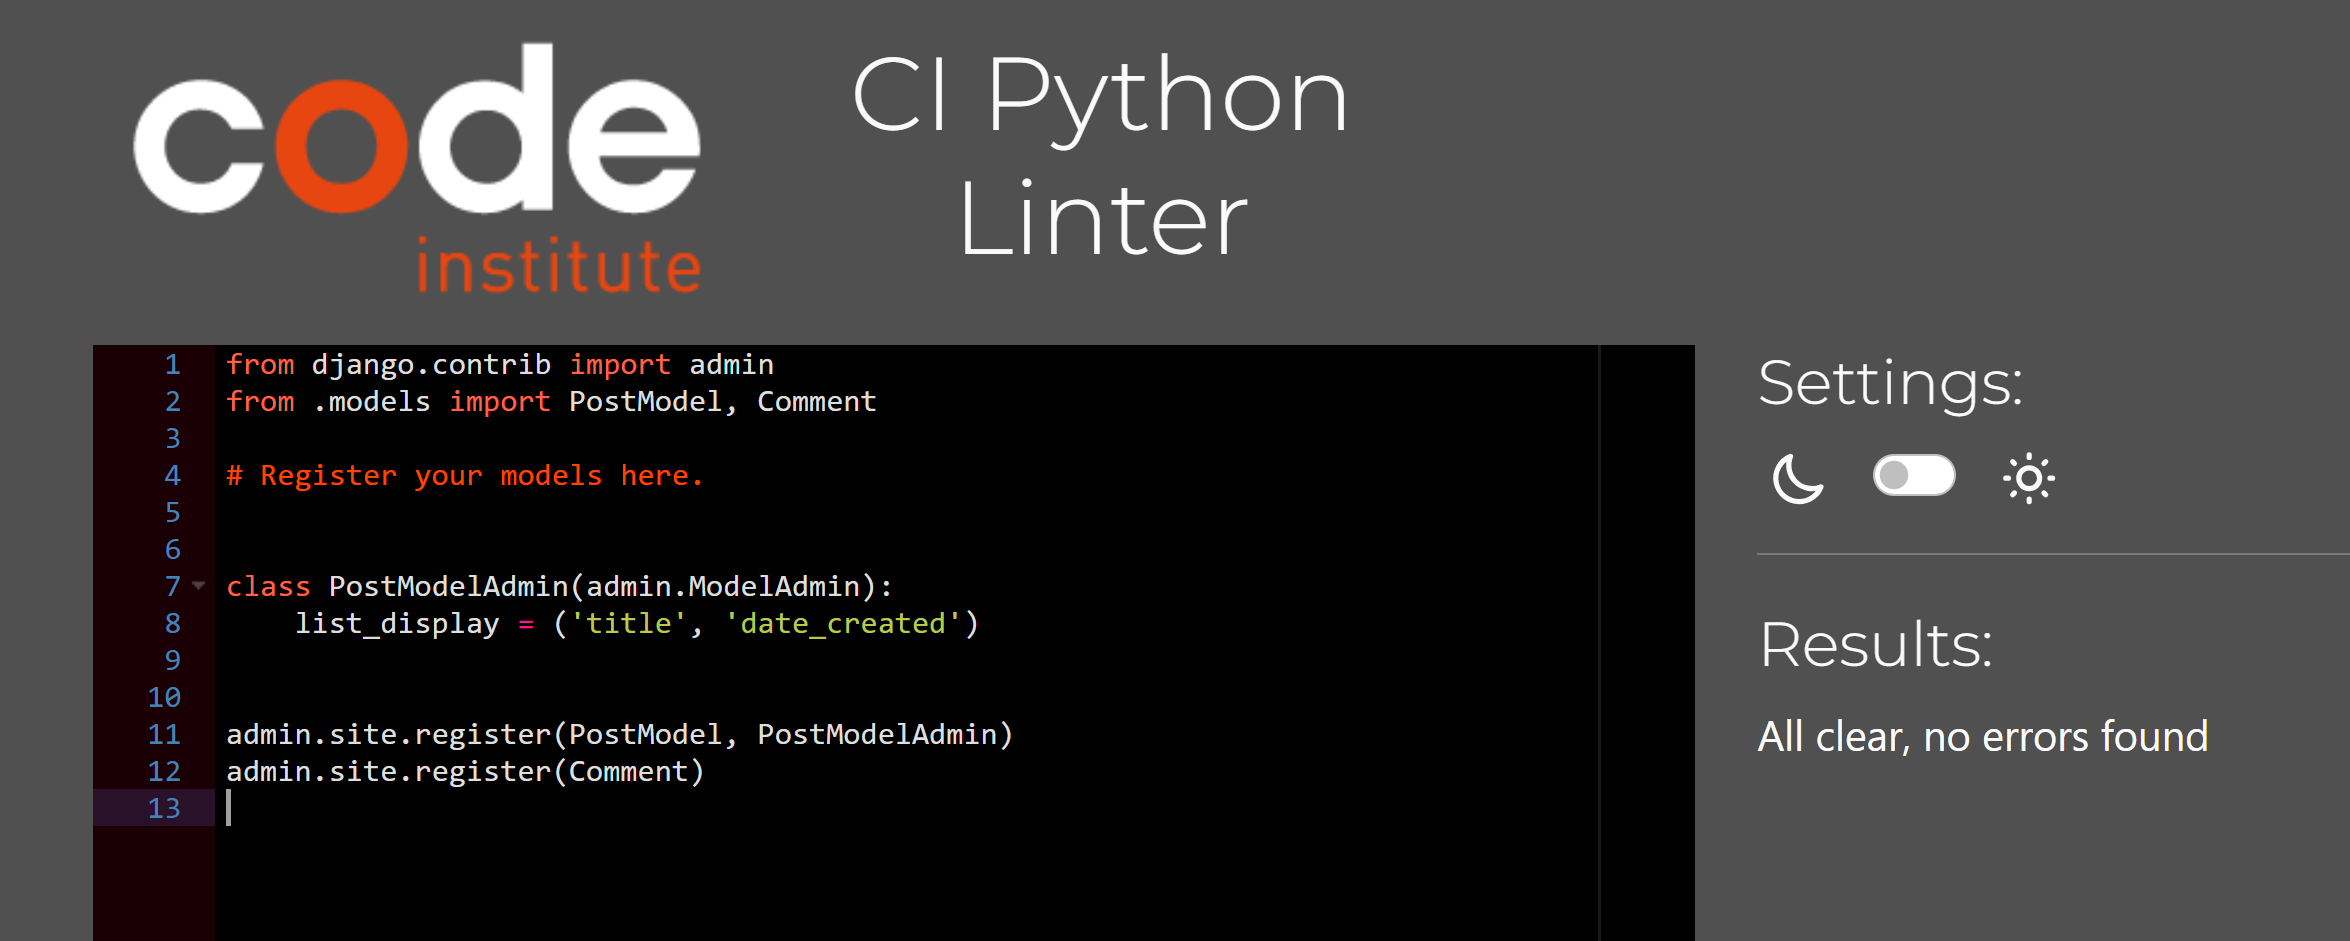 code
institute
CI Python
Linter
1 from django.contrib import admin
2 from .models import PostModel, Comment
3
4 # Register your models here.
5
6
7 class PostModelAdmin(admin.ModelAdmin):
8     list_display = ('title', 'date_created')
9
10
11 admin.site.register(PostModel, PostModelAdmin)
12 admin.site.register(Comment)
13
Settings:
Results:
All clear, no errors found